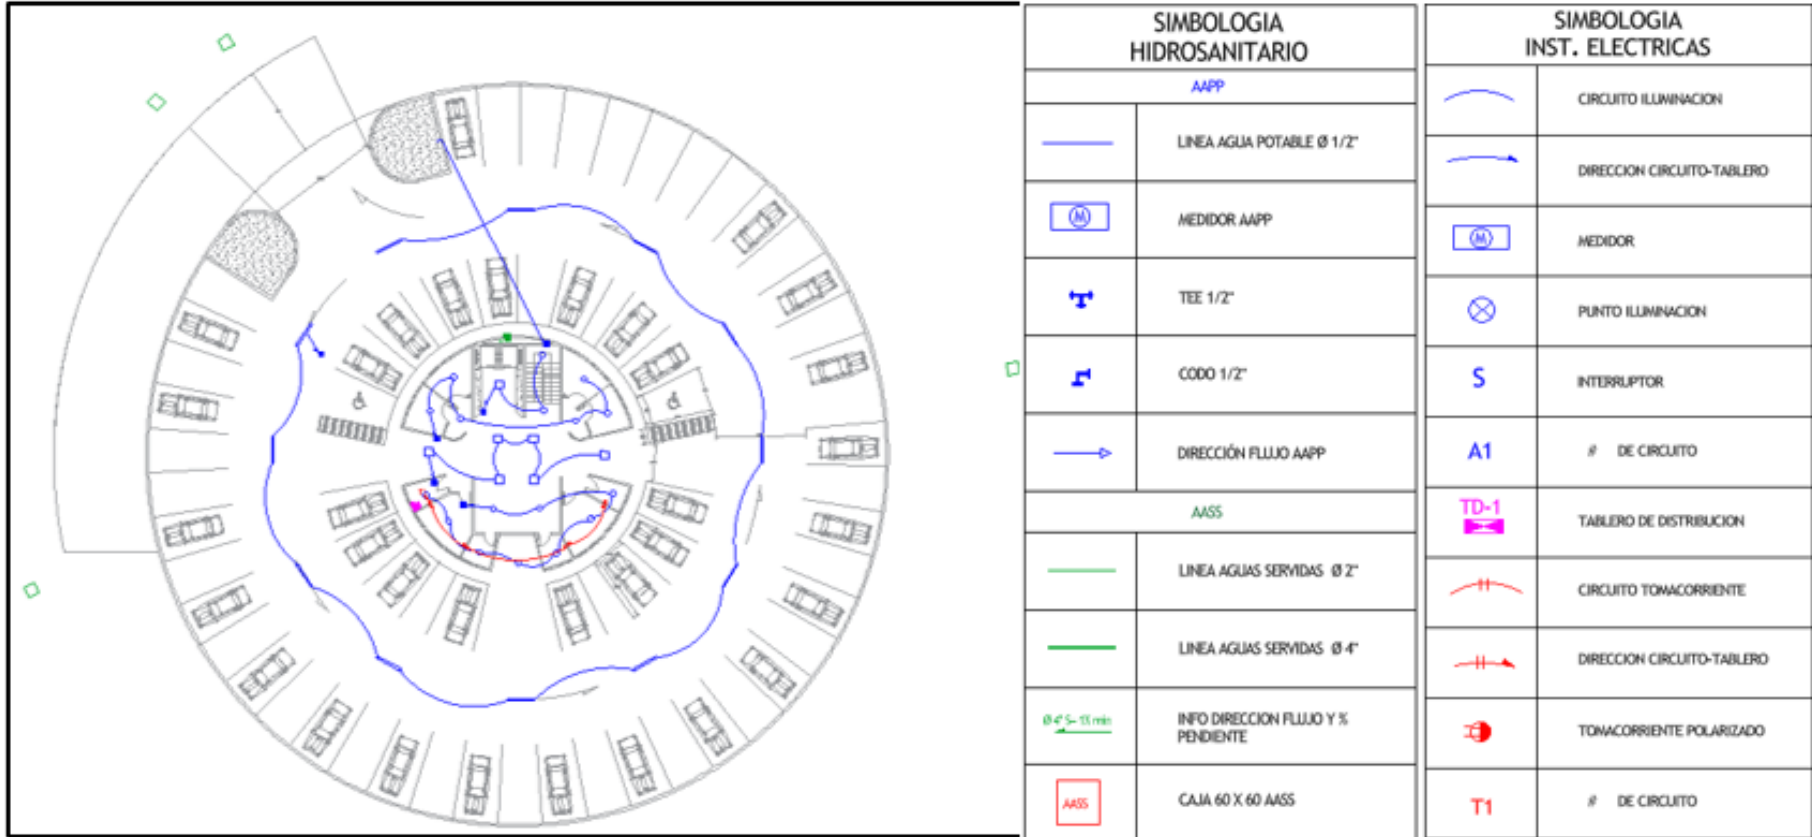 SIMBOLOGIA
HIDROSANITARIO
AAPP
LINEA AGUA POTABLE Ø 1/2"
M
MEDIDOR AAPP
TEE 1/2"
CODO 1/2"
DIRECCIÓN FLUJO AAPP
AASS
LINEA AGUAS SERVIDAS Ø 2"
LINEA AGUAS SERVIDAS Ø 4"
Ø 4" S- 1% min
INFO DIRECCION FLUJO Y %
PENDIENTE
AASS
CAJA 60 X 60 AASS
SIMBOLOGIA
INST. ELECTRICAS
CIRCUITO ILUMINACION
DIRECCION CIRCUITO-TABLERO
M
MEDIDOR
PUNTO ILUMINACION
S
INTERRUPTOR
A1
# DE CIRCUITO
TD-1
TABLERO DE DISTRIBUCION
CIRCUITO TOMACORRIENTE
DIRECCION CIRCUITO-TABLERO
TOMACORRIENTE POLARIZADO
T1
# DE CIRCUITO